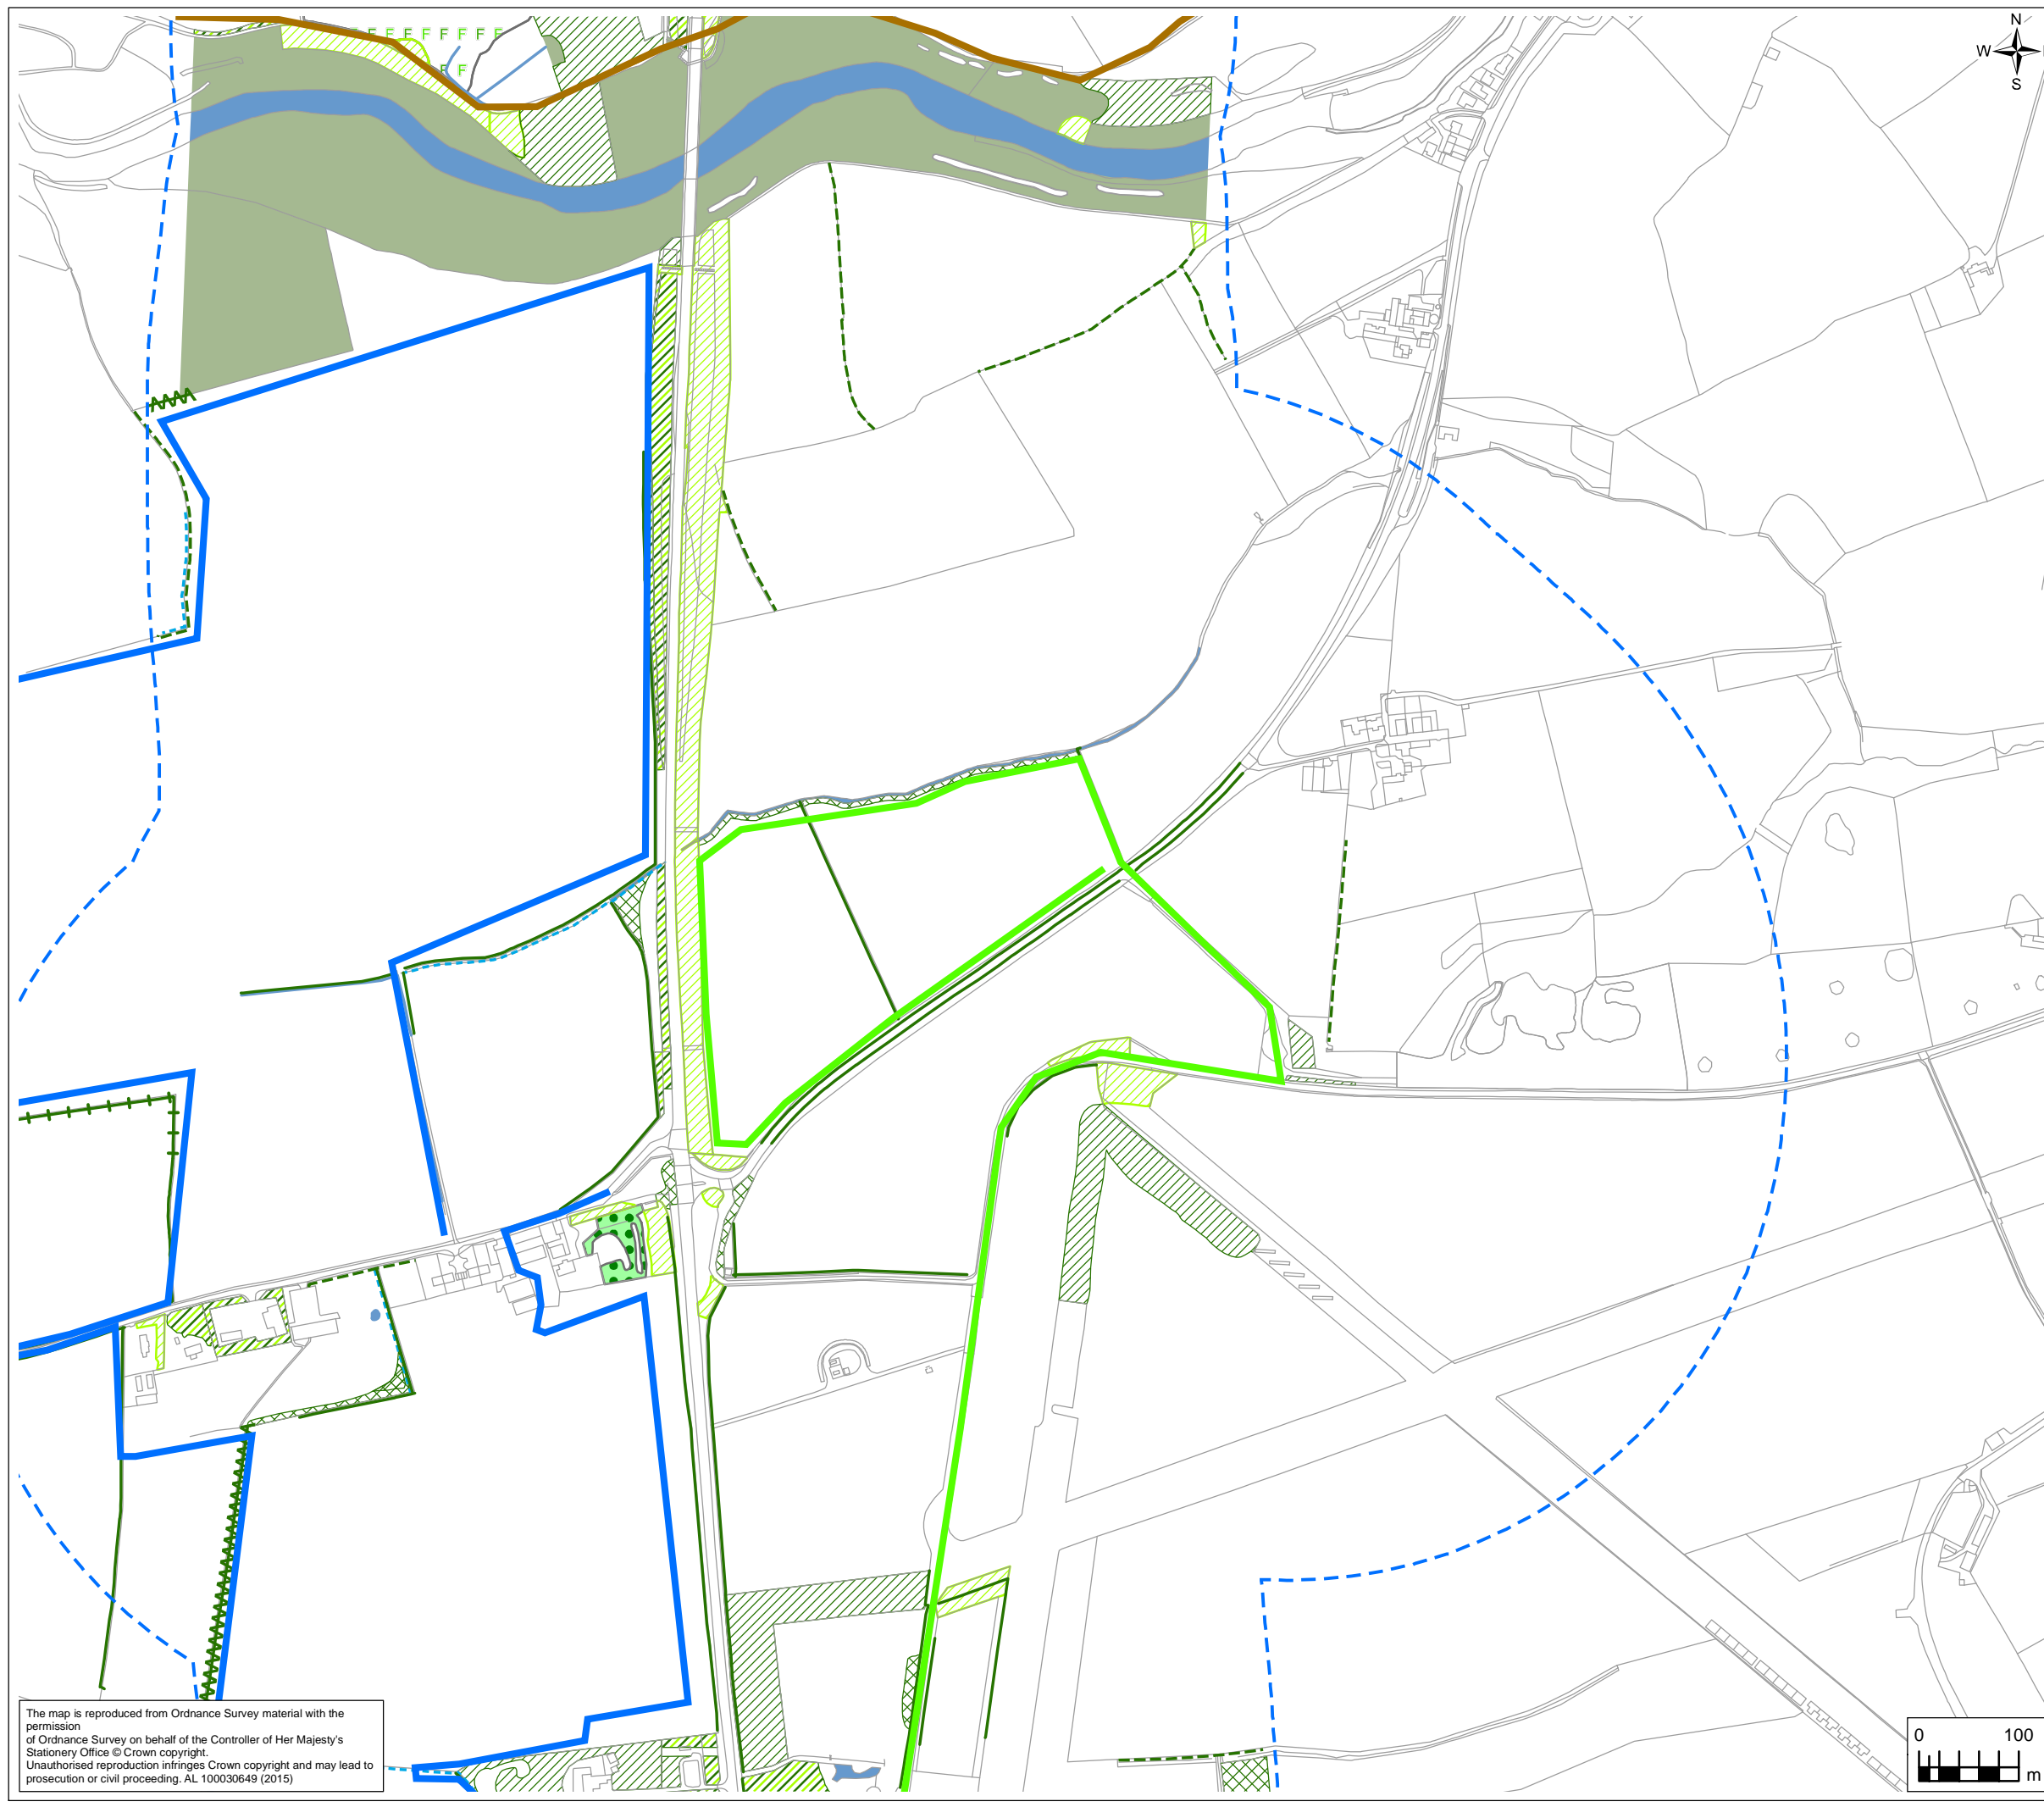 F F F F F F F F
F F
N
W
S
The map is reproduced from Ordnance Survey material with the
permission
of Ordnance Survey on behalf of the Controller of Her Majesty's
Stationery Office © Crown copyright.
Unauthorised reproduction infringes Crown copyright and may lead to
prosecution or civil proceeding. AL 100030649 (2015)
0 100
m